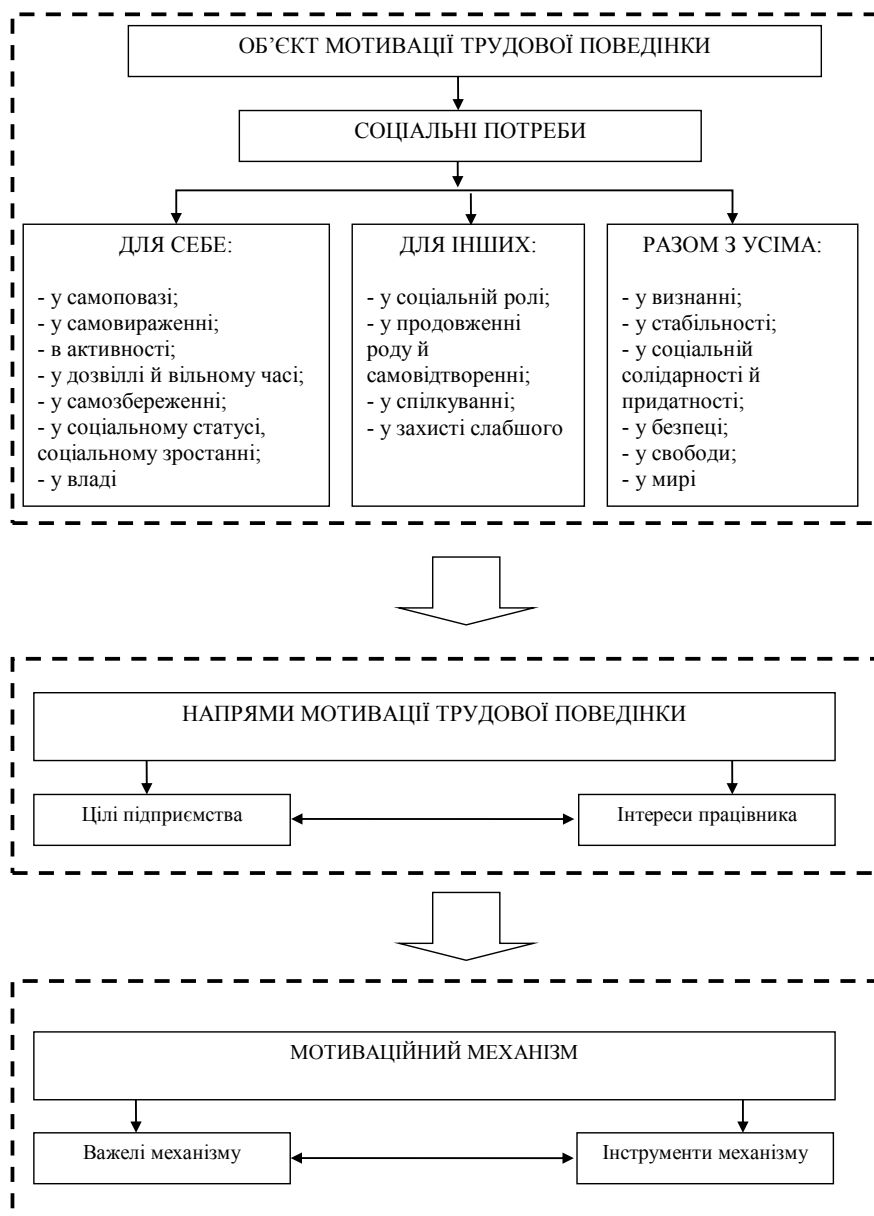 ОБ’ЄКТ МОТИВАЦІЇ ТРУДОВОЇ ПОВЕДІНКИ
СОЦІАЛЬНІ ПОТРЕБИ
ДЛЯ СЕБЕ:
- у самоповазі;
- у самовираженні;
- в активності;
- у дозвіллі й вільному часі;
- у самозбереженні;
- у соціальному статусі,
соціальному зростанні;
- у владі
ДЛЯ ІНШИХ:
- у соціальній ролі;
- у продовженні
роду й
самовідтворенні;
- у спілкуванні;
- у захисті слабшого
РАЗОМ З УСІМА:
- у визнанні;
- у стабільності;
- у соціальній
солідарності й
придатності;
- у безпеці;
- у свободи;
- у мирі
НАПРЯМИ МОТИВАЦІЇ ТРУДОВОЇ ПОВЕДІНКИ
Цілі підприємства
Інтереси працівника
МОТИВАЦІЙНИЙ МЕХАНІЗМ
Важелі механізму
Інструменти механізму